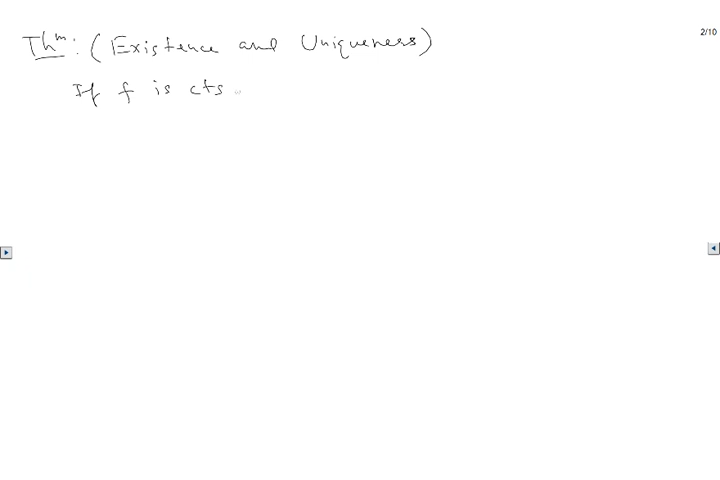 2/10
Thm: (Existence and Uniqueness)
If f is cts